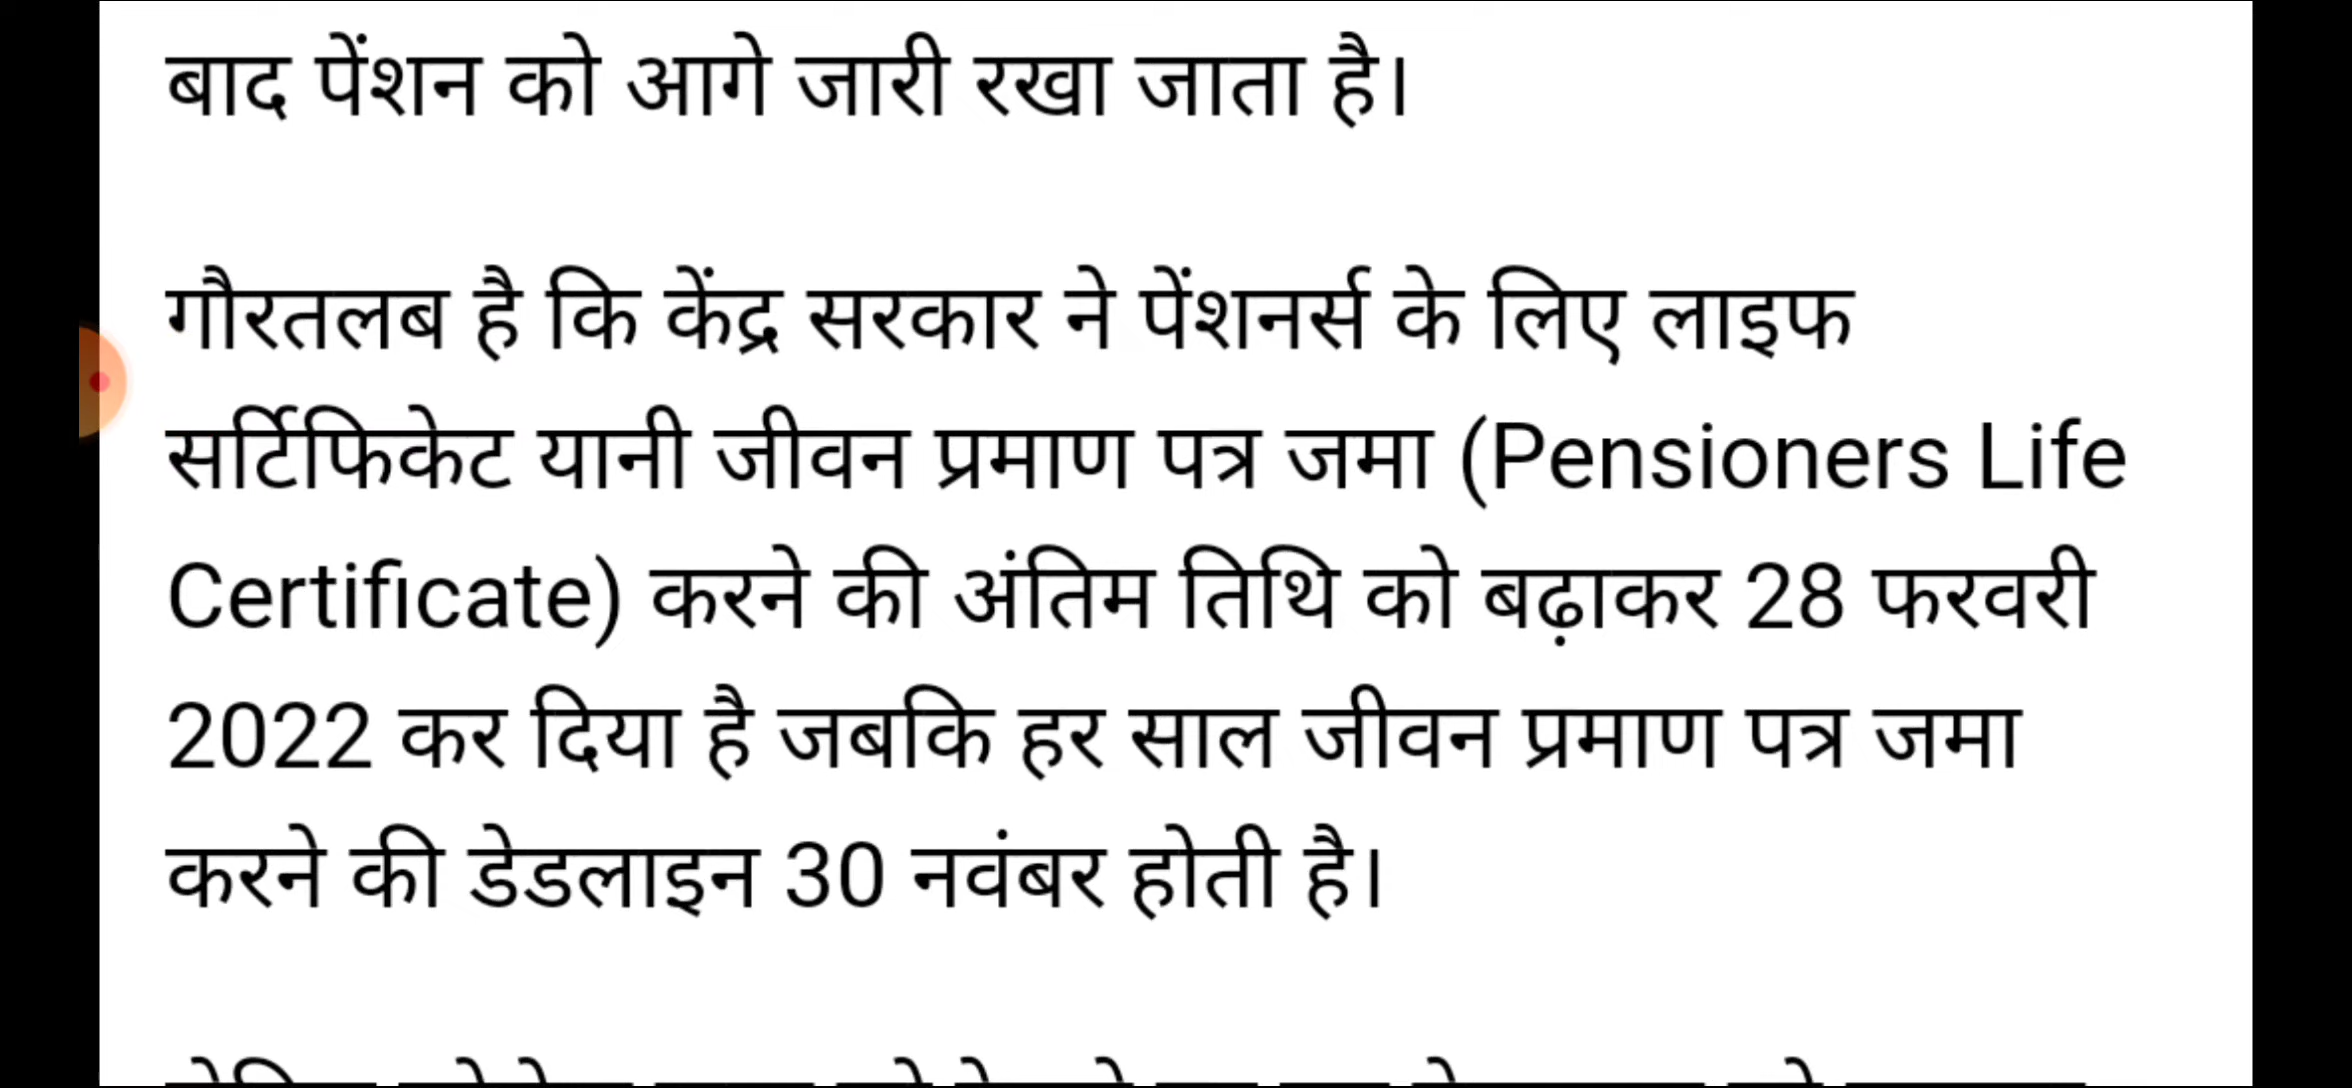 बाद पेंशन को आगे जारी रखा जाता है।
गौरतलब है कि केंद्र सरकार ने पेंशनर्स के लिए लाइफ
सर्टिफिकेट यानी जीवन प्रमाण पत्र जमा (Pensioners Life
Certificate) करने की अंतिम तिथि को बढ़ाकर 28 फरवरी
2022 कर दिया है जबकि हर साल जीवन प्रमाण पत्र जमा
करने की डेडलाइन 30 नवंबर होती है।